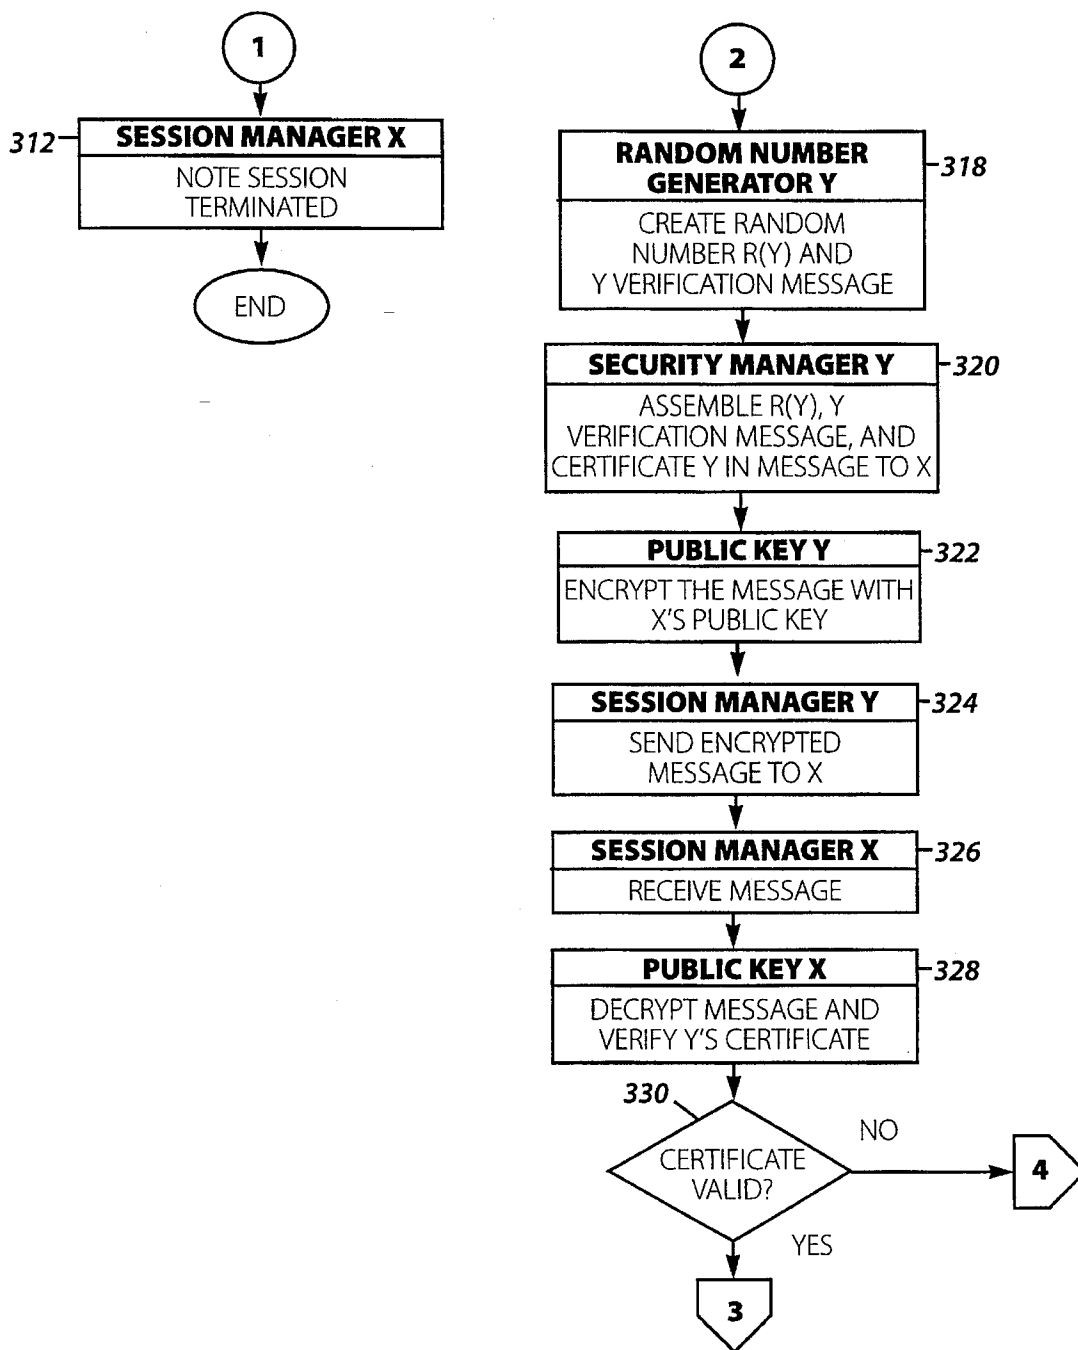 1
312
SESSION MANAGER X
NOTE SESSION
TERMINATED
END
2
RANDOM NUMBER
GENERATOR Y
318
CREATE RANDOM
NUMBER R(Y) AND
Y VERIFICATION MESSAGE
SECURITY MANAGER Y
320
ASSEMBLE R(Y), Y
VERIFICATION MESSAGE, AND
CERTIFICATE Y IN MESSAGE TO X
PUBLIC KEY Y
322
ENCRYPT THE MESSAGE WITH
X'S PUBLIC KEY
SESSION MANAGER Y
324
SEND ENCRYPTED
MESSAGE TO X
SESSION MANAGER X
326
RECEIVE MESSAGE
PUBLIC KEY X
328
DECRYPT MESSAGE AND
VERIFY Y'S CERTIFICATE
330
CERTIFICATE
VALID?
NO
4
YES
3